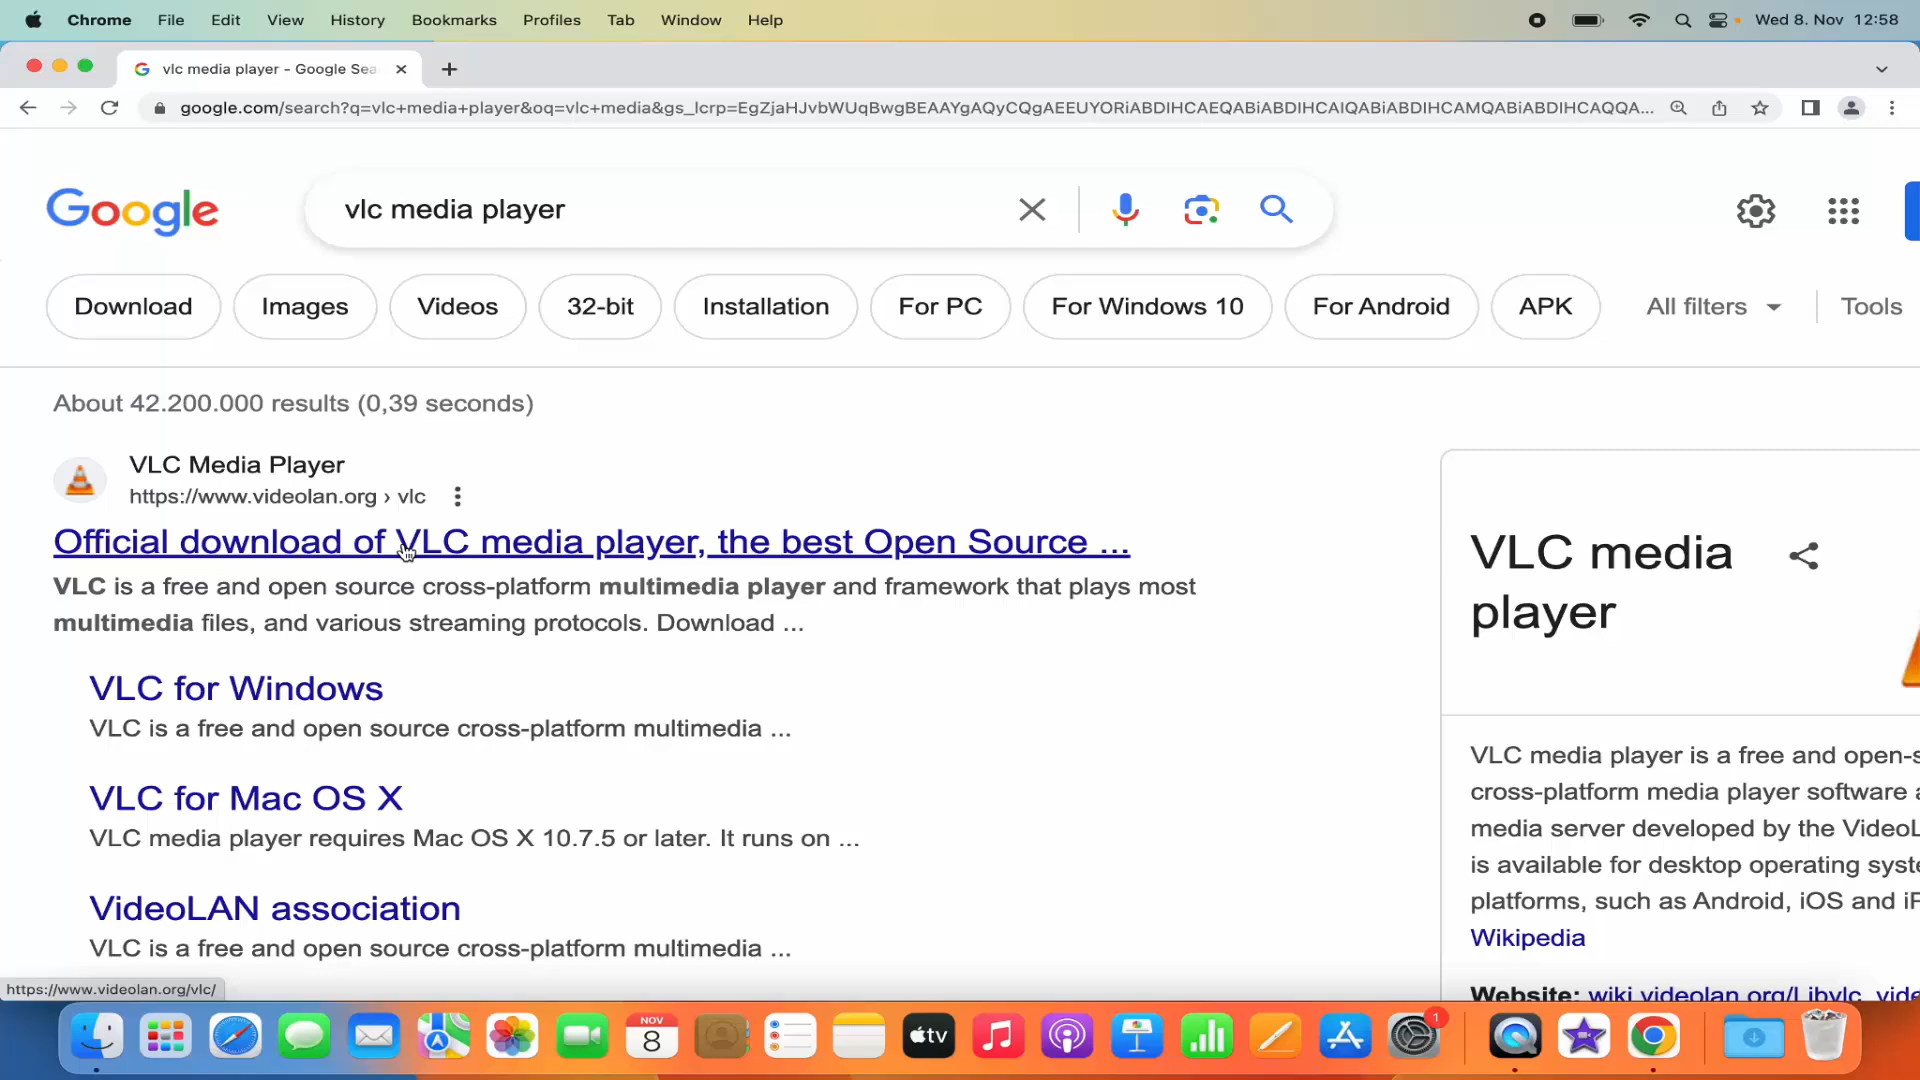 Chrome File Edit View History Bookmarks Profiles Tab Window Help Wed 8. Nov 12:58
vlc media player - Google Sea
google.com/search?q=vlc+media+player&oq=vlc+media&gs_lcrp=EgZjaHJvbWUqBwgBEAAYgAQyCQgAEEUYORiABDIHCAEQABiABDIHCAIQABiABDIHCAMQABiABDIHCAQQA...
Google vlc media player
Download Images Videos 32-bit Installation For PC For Windows 10 For Android APK All filters Tools
About 42.200.000 results (0,39 seconds)
VLC Media Player
https://www.videolan.org › vlc
Official download of VLC media player, the best Open Source ...
VLC is a free and open source cross-platform multimedia player and framework that plays most
multimedia files, and various streaming protocols. Download ...
VLC for Windows
VLC is a free and open source cross-platform multimedia ...
VLC for Mac OS X
VLC media player requires Mac OS X 10.7.5 or later. It runs on ...
VideoLAN association
VLC is a free and open source cross-platform multimedia ...
VLC media
player
VLC media player is a free and open-s
cross-platform media player software a
media server developed by the VideoL
is available for desktop operating syste
platforms, such as Android, iOS and iP
Wikipedia
Website: wiki.videolan.org/Libvlc, vide
https://www.videolan.org/vlc/
NOV
8
tv
1